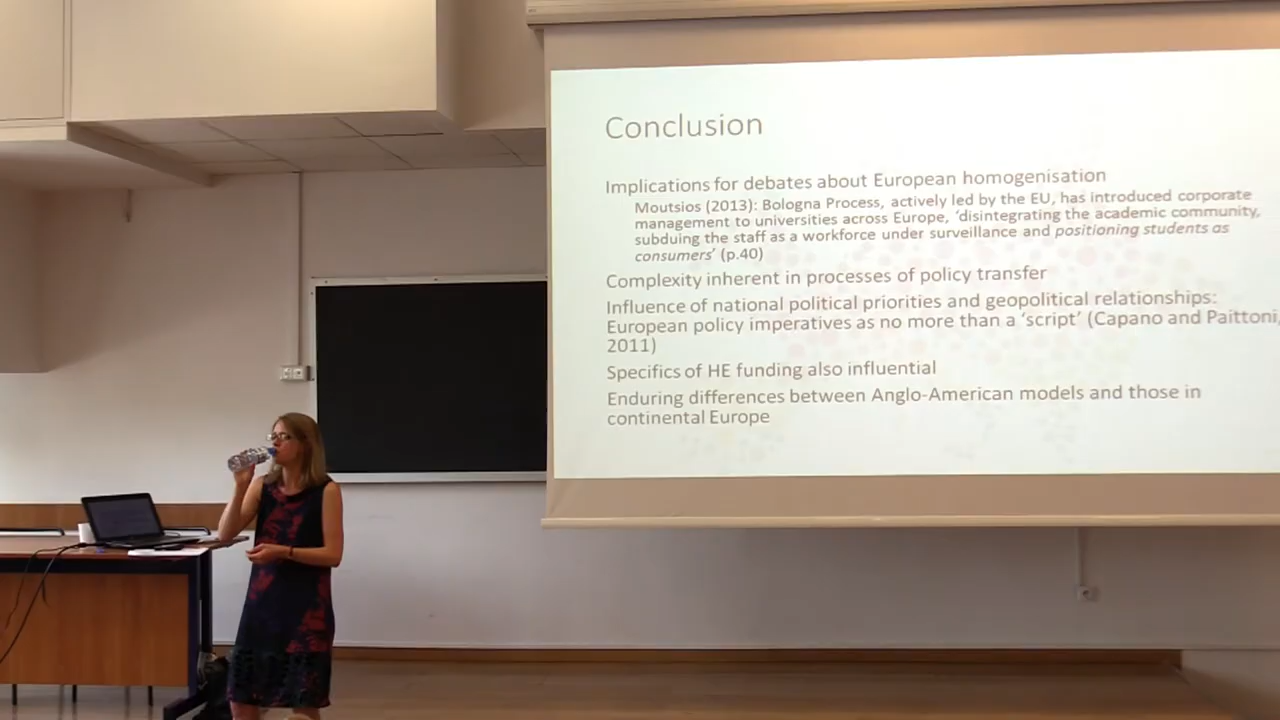 Conclusion
Implications for debates about European homogenisation
Moutsios (2013): Bologna Process, actively led by the EU, has introduced corporate
management to universities across Europe, ‘disintegrating the academic community,
subduing the staff as a workforce under surveillance and positioning students as
consumers’ (p.40)
Complexity inherent in processes of policy transfer
Influence of national political priorities and geopolitical relationships:
European policy imperatives as no more than a ‘script’ (Capano and Paittoni,
2011)
Specifics of HE funding also influential
Enduring differences between Anglo-American models and those in
continental Europe